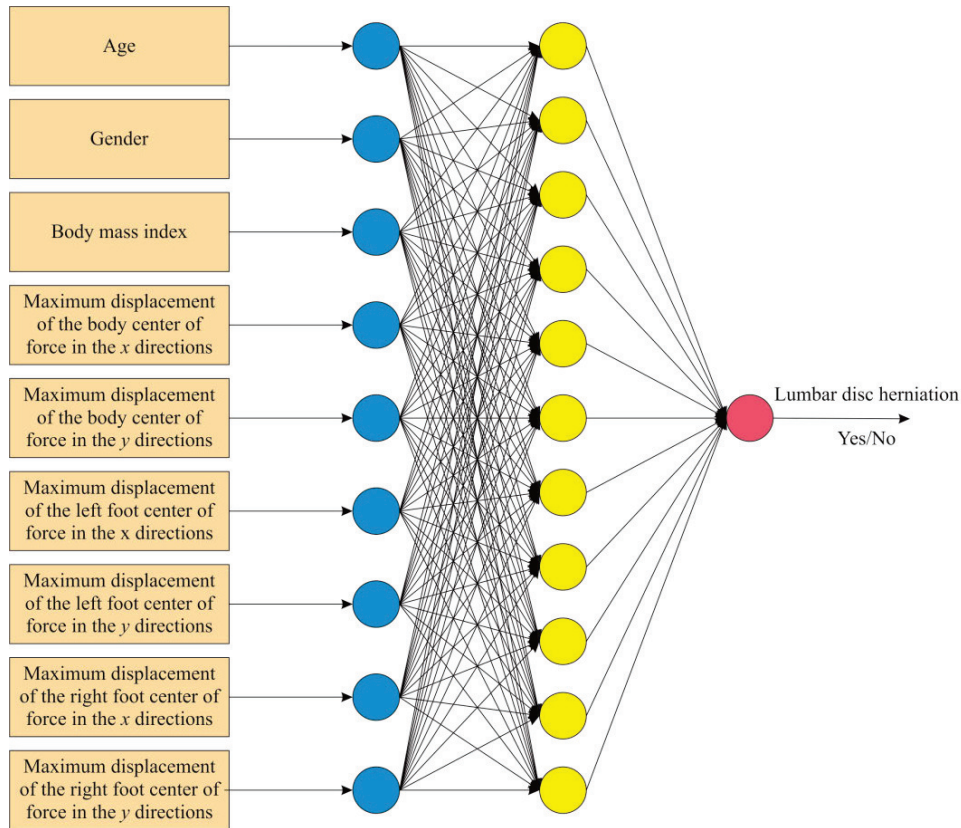 Age
Gender
Body mass index
Maximum displacement
of the body center of
force in the x directions
Maximum displacement
of the body center of
force in the y directions
Maximum displacement
of the left foot center of
force in the x directions
Maximum displacement
of the left foot center of
force in the y directions
Maximum displacement
of the right foot center of
force in the x directions
Maximum displacement
of the right foot center of
force in the y directions
Lumbar disc herniation
Yes/No